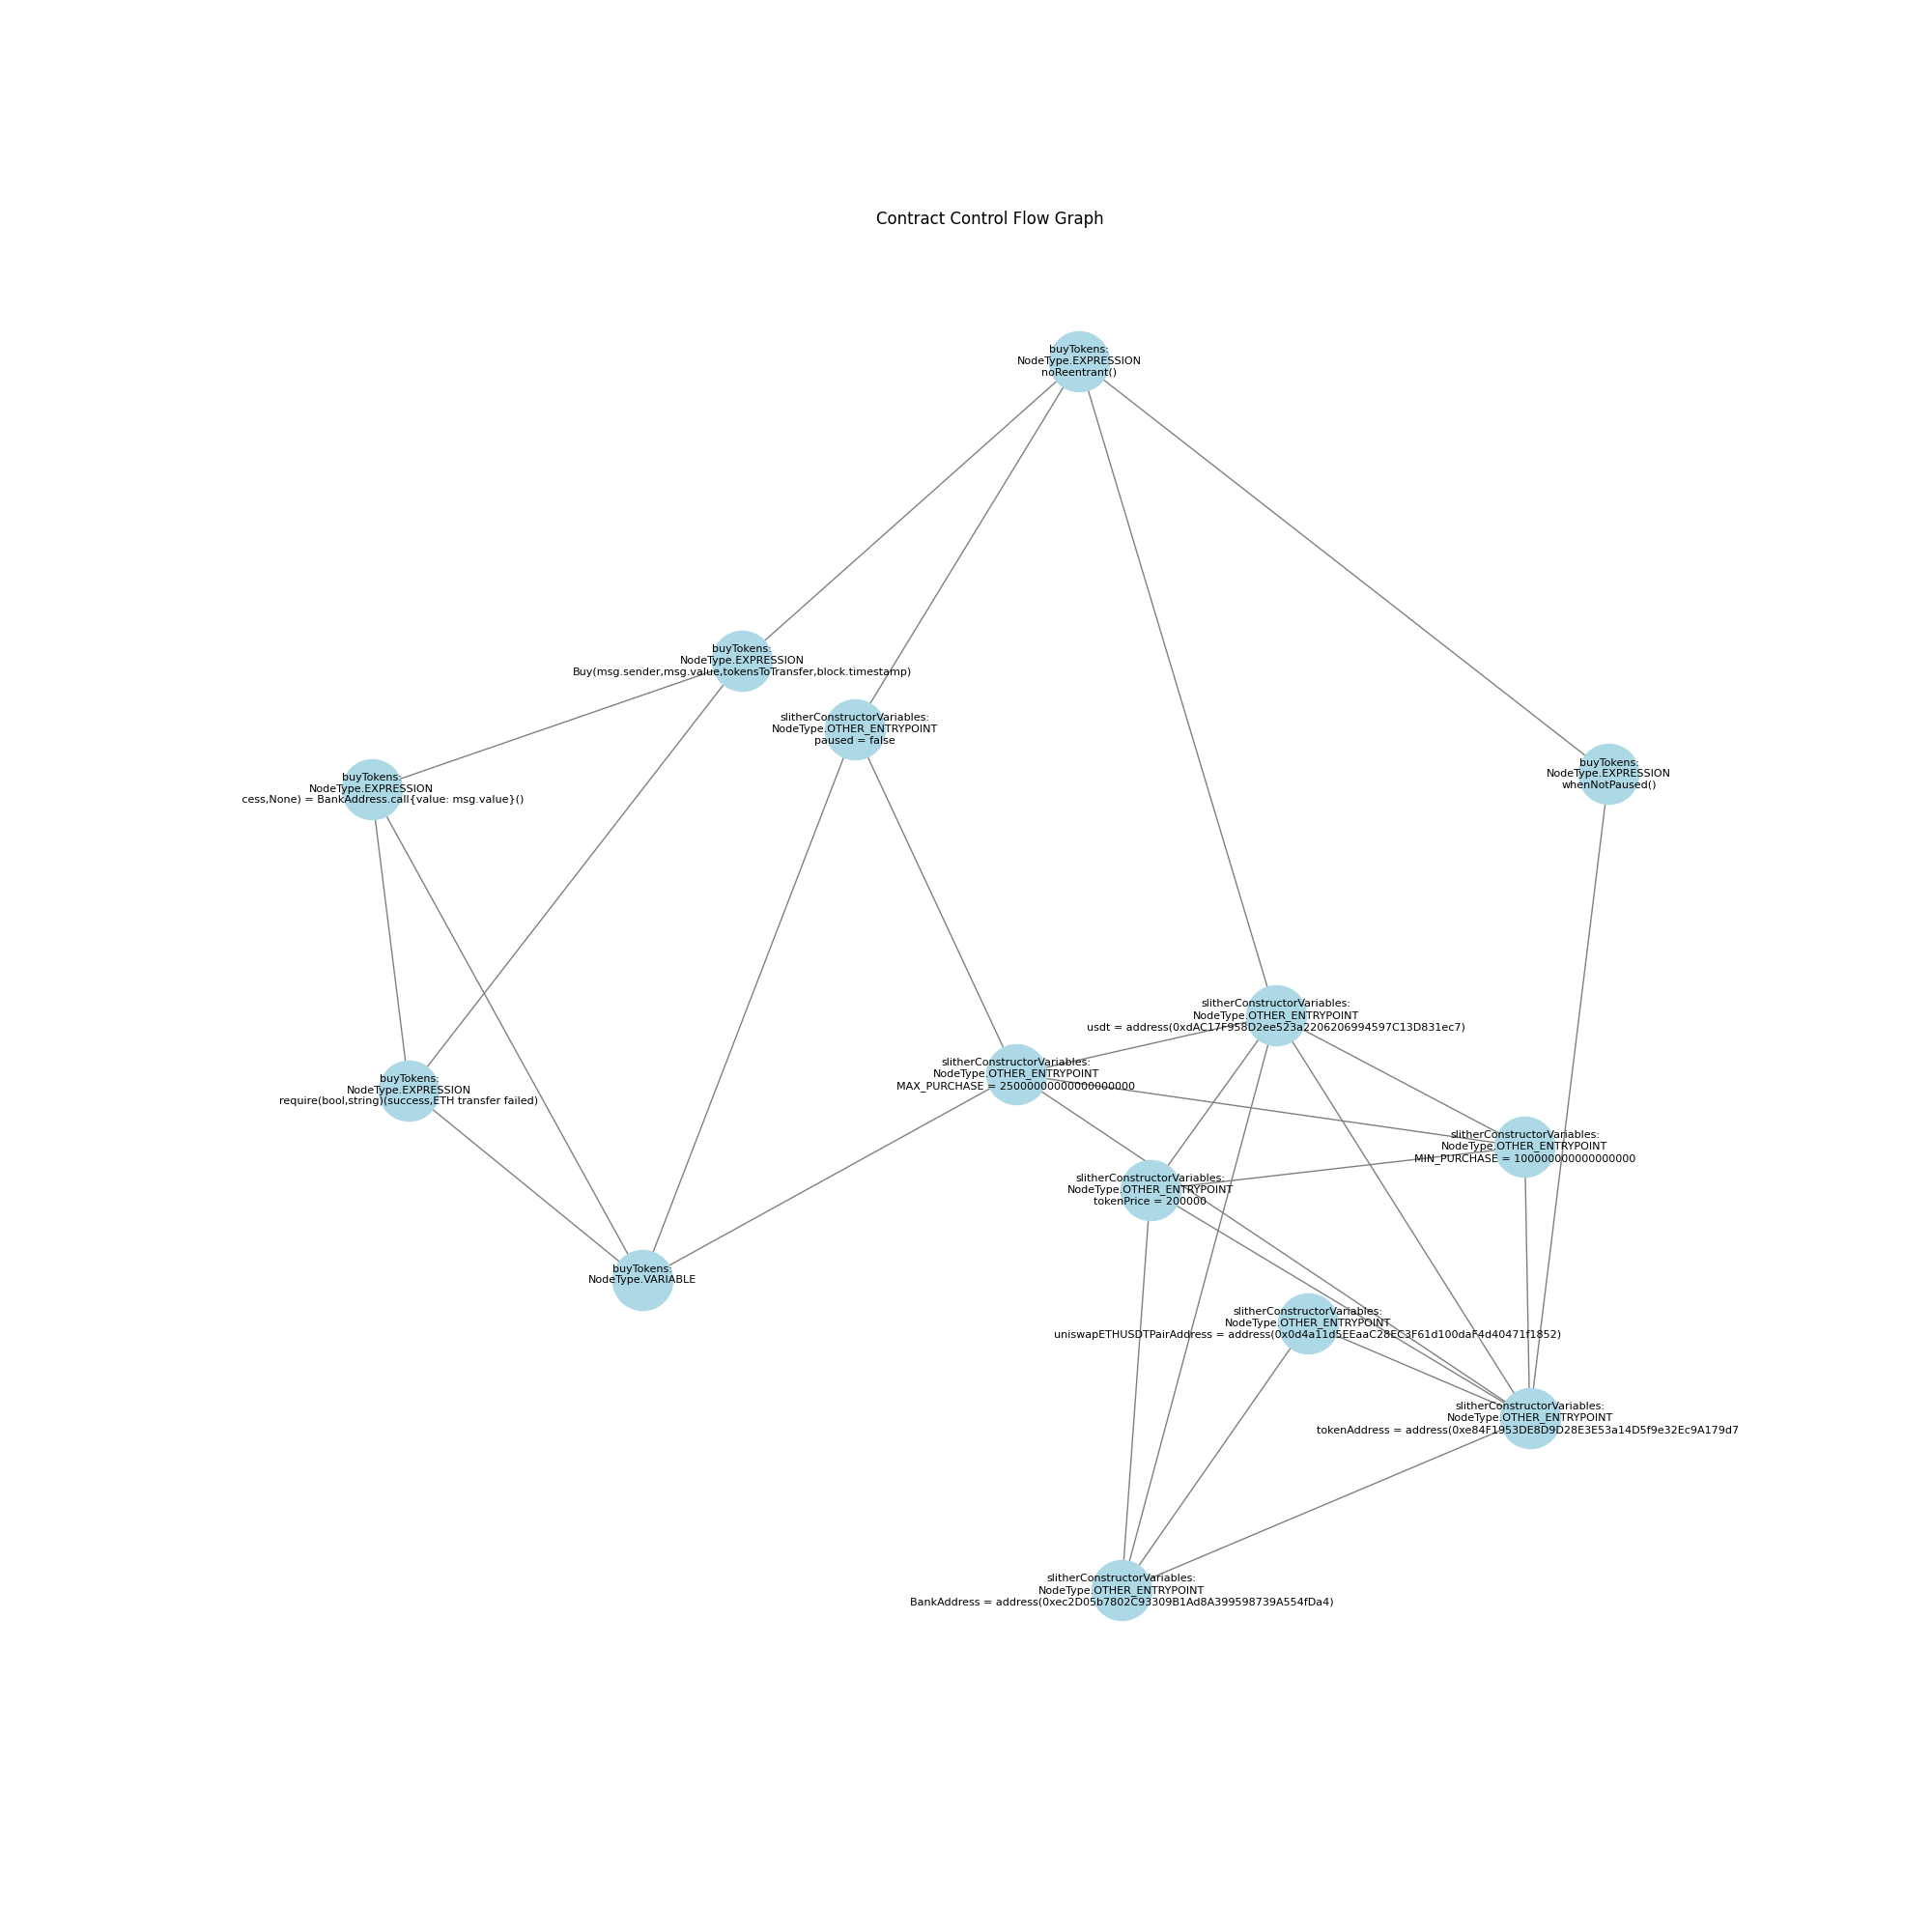 Contract Control Flow Graph
buyTokens:
NodeType.EXPRESSION
noReentrant()
buyTokens:
NodeType.EXPRESSION
Buy(msg.sender,msg.value,tokensToTransfer,block.timestamp)
slitherConstructorVariables:
NodeType.OTHER_ENTRYPOINT
paused = false
buyTokens:
NodeType.EXPRESSION
whenNotPaused()
buyTokens:
NodeType.EXPRESSION
cess,None) = BankAddress.call{value: msg.value}()
slitherConstructorVariables:
NodeType.OTHER_ENTRYPOINT
usdt = address(0xdAC17F958D2ee523a2206206994597C13D831ec7)
slitherConstructorVariables:
NodeType.OTHER_ENTRYPOINT
MAX_PURCHASE = 25000000000000000000
buyTokens:
NodeType.EXPRESSION
require(bool,string)(success,ETH transfer failed)
slitherConstructorVariables:
NodeType.OTHER_ENTRYPOINT
MIN_PURCHASE = 100000000000000000
slitherConstructorVariables:
NodeType.OTHER_ENTRYPOINT
tokenPrice = 200000
buyTokens:
NodeType.VARIABLE
slitherConstructorVariables:
NodeType.OTHER_ENTRYPOINT
uniswapETHUSDTPairAddress = address(0x0d4a11d5EEaaC28EC3F61d100daF4d40471f1852)
slitherConstructorVariables:
NodeType.OTHER_ENTRYPOINT
tokenAddress = address(0xe84F1953DE8D9D28E3E53a14D5f9e32Ec9A179d7
slitherConstructorVariables:
NodeType.OTHER_ENTRYPOINT
BankAddress = address(0xec2D05b7802C93309B1Ad8A399598739A554fDa4)